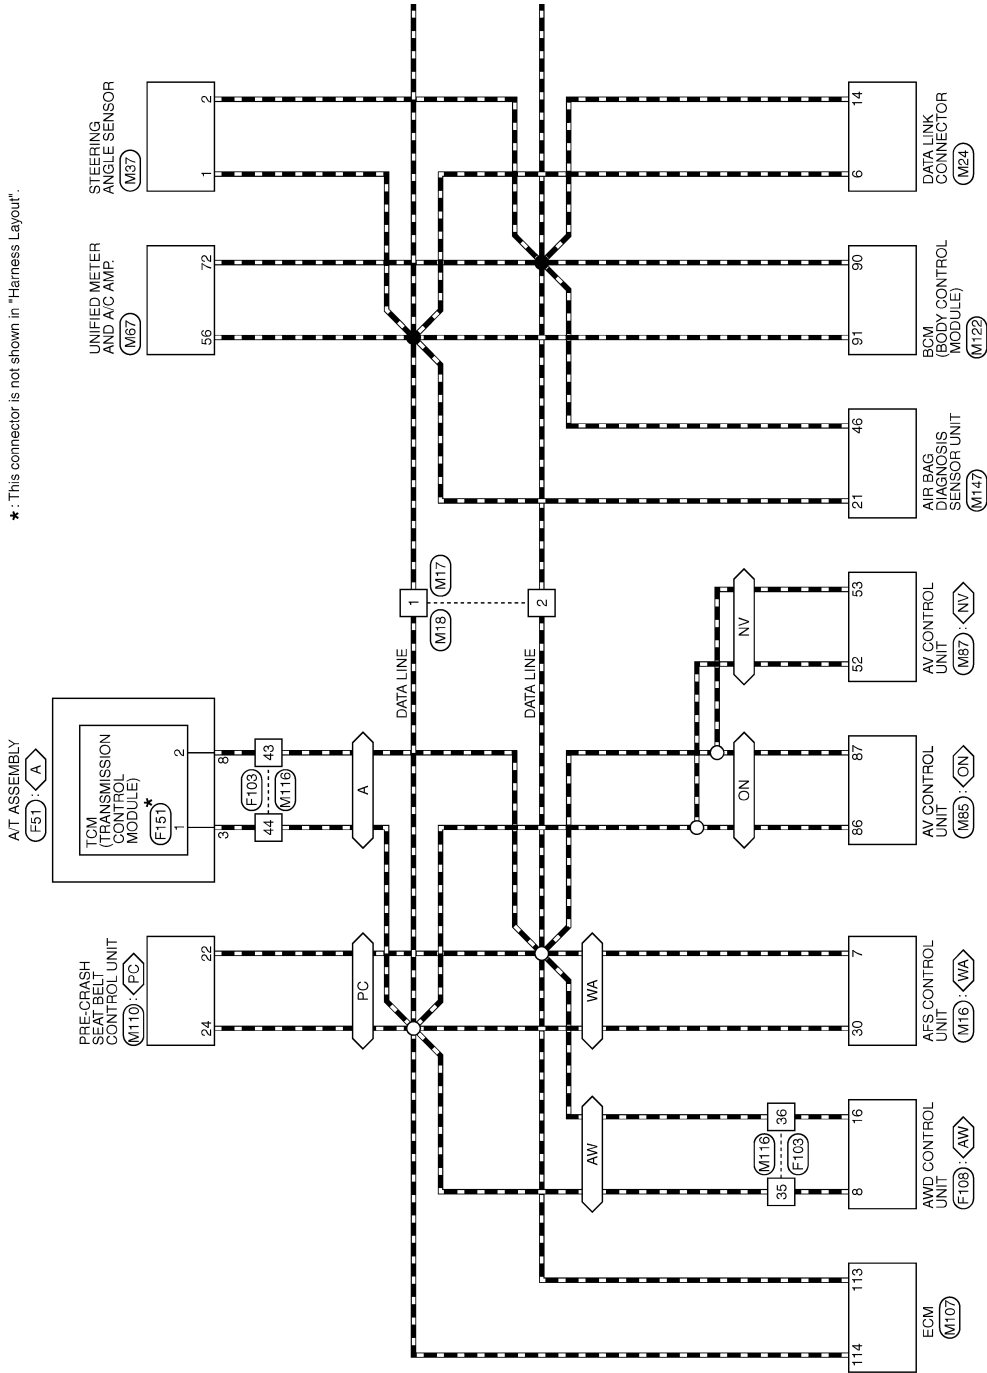 *: This connector is not shown in "Harness Layout".
A/T ASSEMBLY
F51 : A
TCM
(TRANSMISSION
CONTROL
MODULE)
*
F151
1
2
3
8
PRE-CRASH
SEAT BELT
CONTROL UNIT
M110 : PC
24
22
UNIFIED METER
AND A/C AMP.
M67
56
72
STEERING
ANGLE SENSOR
M37
1
2
44
F103
M116
43
PC
A
DATA LINE
1
M18
M17
DATA LINE
2
AW
WA
ON
NV
35
M116
F103
36
114
113
ECM
M107
8
16
AWD CONTROL
UNIT
F108 : AW
30
7
AFS CONTROL
UNIT
M16 : WA
86
87
AV CONTROL
UNIT
M85 : ON
52
53
AV CONTROL
UNIT
M87 : NV
21
46
AIR BAG
DIAGNOSIS
SENSOR UNIT
M147
91
90
BCM
(BODY CONTROL
MODULE)
M122
6
14
DATA LINK
CONNECTOR
M24